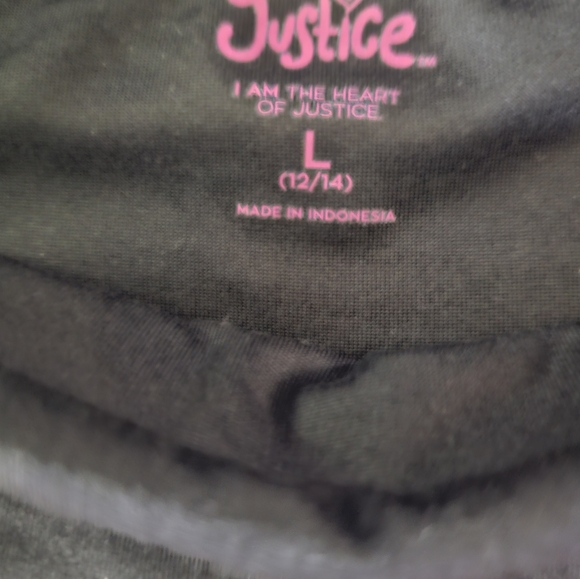 Justice
I AM THE HEART
OF JUSTICE
L
(12/14)
MADE IN INDONESIA